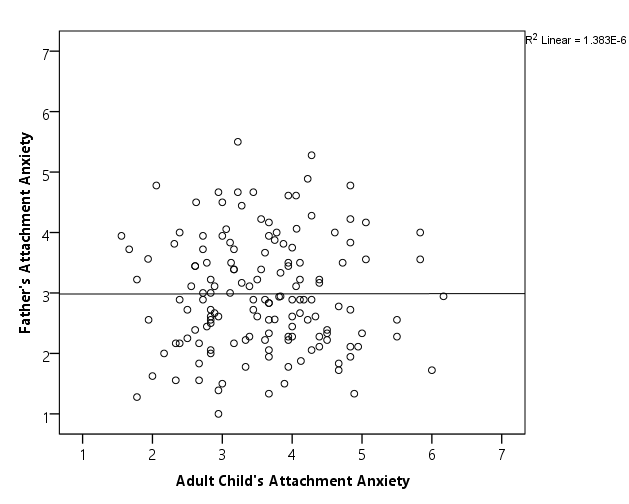 R2 Linear = 1.383E-6
7
6
5
4
3
2
1
Father's Attachment Anxiety
1 2 3 4 5 6 7
Adult Child's Attachment Anxiety